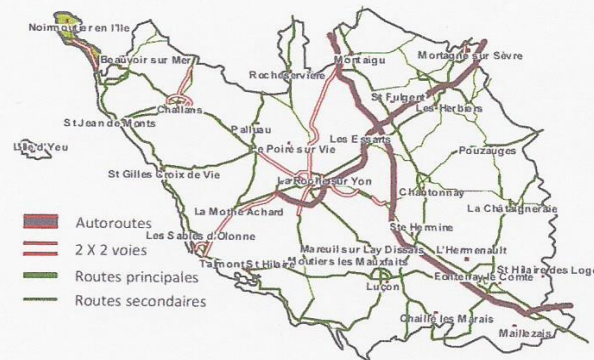 Noirmoutier en l'Ile
Beauvoir sur Mer
Rocheserviere
Montaigu
Mortagne sur Sèvre
Challans
St Fulgent
Les Herbiers
St Jean de Monts
Palluau
Les Essarts
L'Ile d'Yeu
Le Poiré sur Vie
Pouzauges
St Gilles Croix de Vie
La Roche sur Yon
Chantonnay
La Mothe Achard
La Châtaigneraie
Autoroutes
Les Sables d'Olonne
Ste Hermine
2 X 2 voies
Mareuil sur Lay Dissais
L'Hermenault
Talmont St Hilaire
Moutiers les Mauxfaits
St Hilaire des Loge
Routes principales
Luçon
Fontenay le Comte
Routes secondaires
Chaillé les Marais
Maillezais